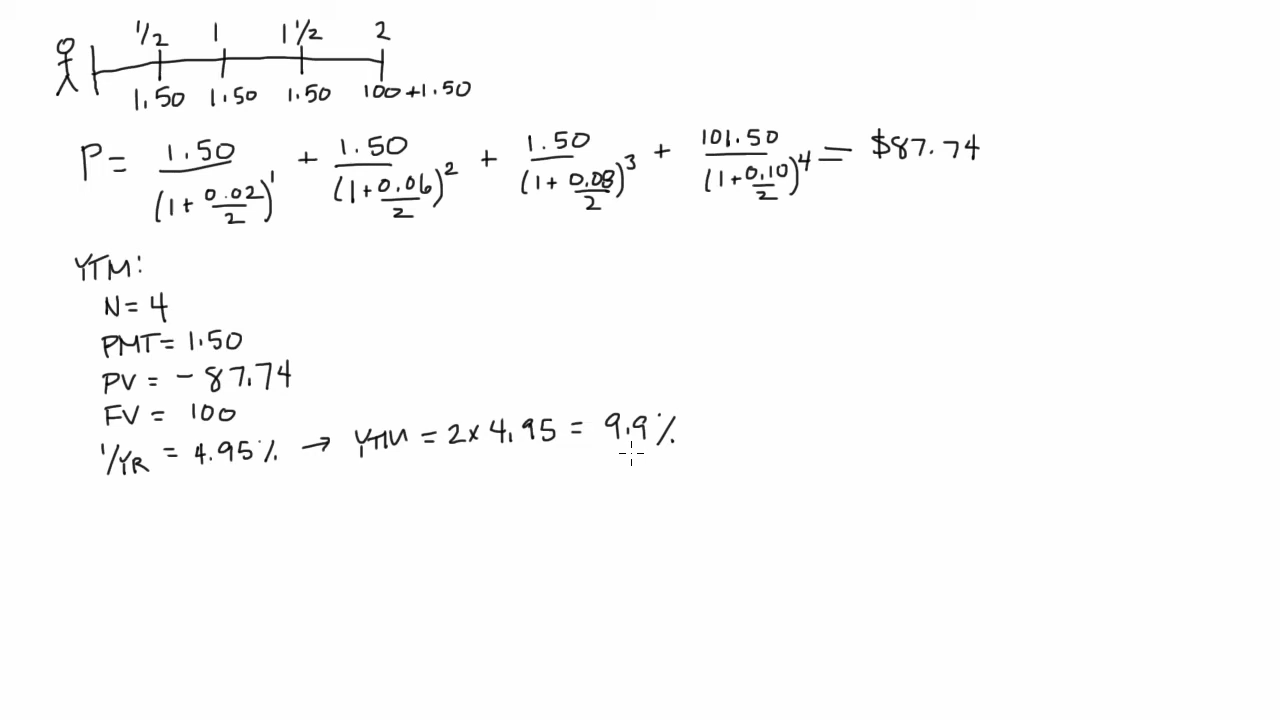 1/2 1 1 1/2 2
1.50 1.50 1.50 100+1.50
P = 1.50/(1+0.02/2)^1 + 1.50/(1+0.06/2)^2 + 1.50/(1+0.08/2)^3 + 101.50/(1+0.10/2)^4 = $87.74
YTM:
N = 4
PMT = 1.50
PV = -87.74
FV = 100
I/YR = 4.95% → YTM = 2x4.95 = 9.9%